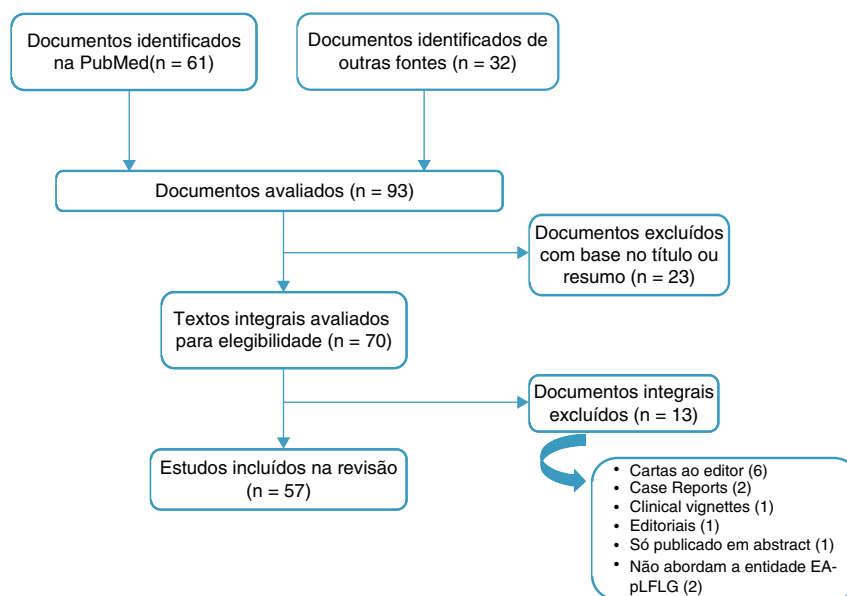 Documentos identificados
na PubMed(n = 61)
Documentos identificados de
outras fontes (n = 32)
Documentos avaliados (n = 93)
Documentos excluídos
com base no título ou
resumo (n = 23)
Textos integrais avaliados
para elegibilidade (n = 70)
Documentos integrais
excluídos (n = 13)
Estudos incluídos na revisão
(n = 57)
• Cartas ao editor (6)
• Case Reports (2)
• Clinical vignettes (1)
• Editoriais (1)
• Só publicado em abstract (1)
• Não abordam a entidade EA-
pLFLG (2)